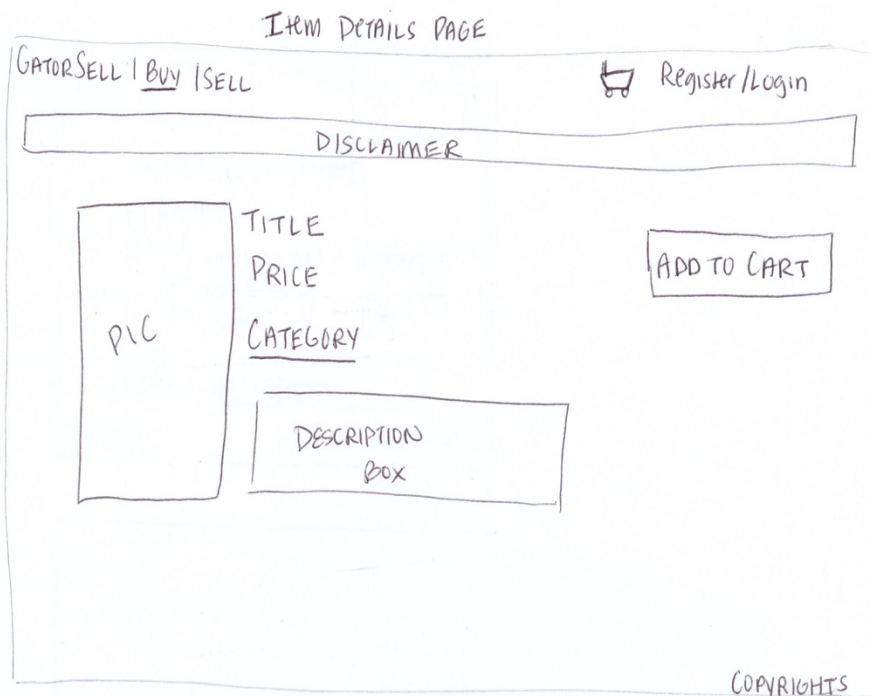 Item DETAILS PAGE
GATORSELL | BUY | SELL
Register/Login
DISCLAIMER
TITLE
PRICE
ADD TO CART
PIC
CATEGORY
DESCRIPTION
BOX
COPYRIGHTS